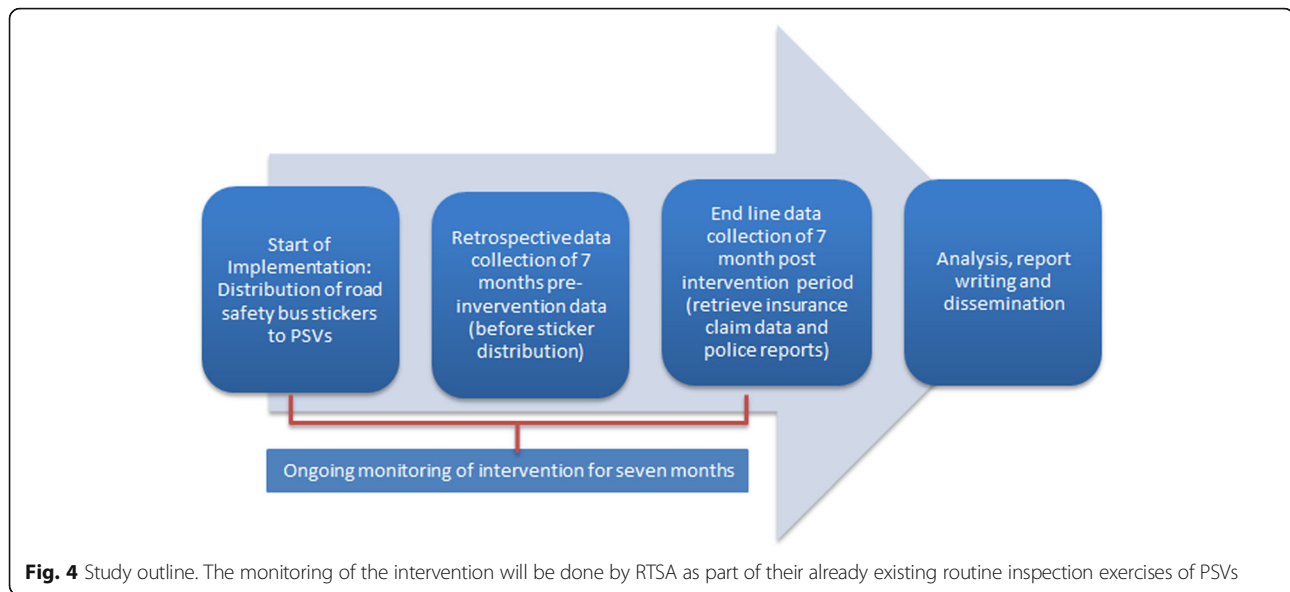 Start of
Implementation:
Distribution of road
safety bus stickers
to PSVs
Retrospective data
collection of 7
months pre-
invervention data
(before sticker
distribution)
End line data
collection of 7
month post
intervention period
(retrieve insurance
claim data and
police reports)
Analysis, report
writing and
dissemination
Ongoing monitoring of intervention for seven months
Fig. 4 Study outline. The monitoring of the intervention will be done by RTSA as part of their already existing routine inspection exercises of PSVs